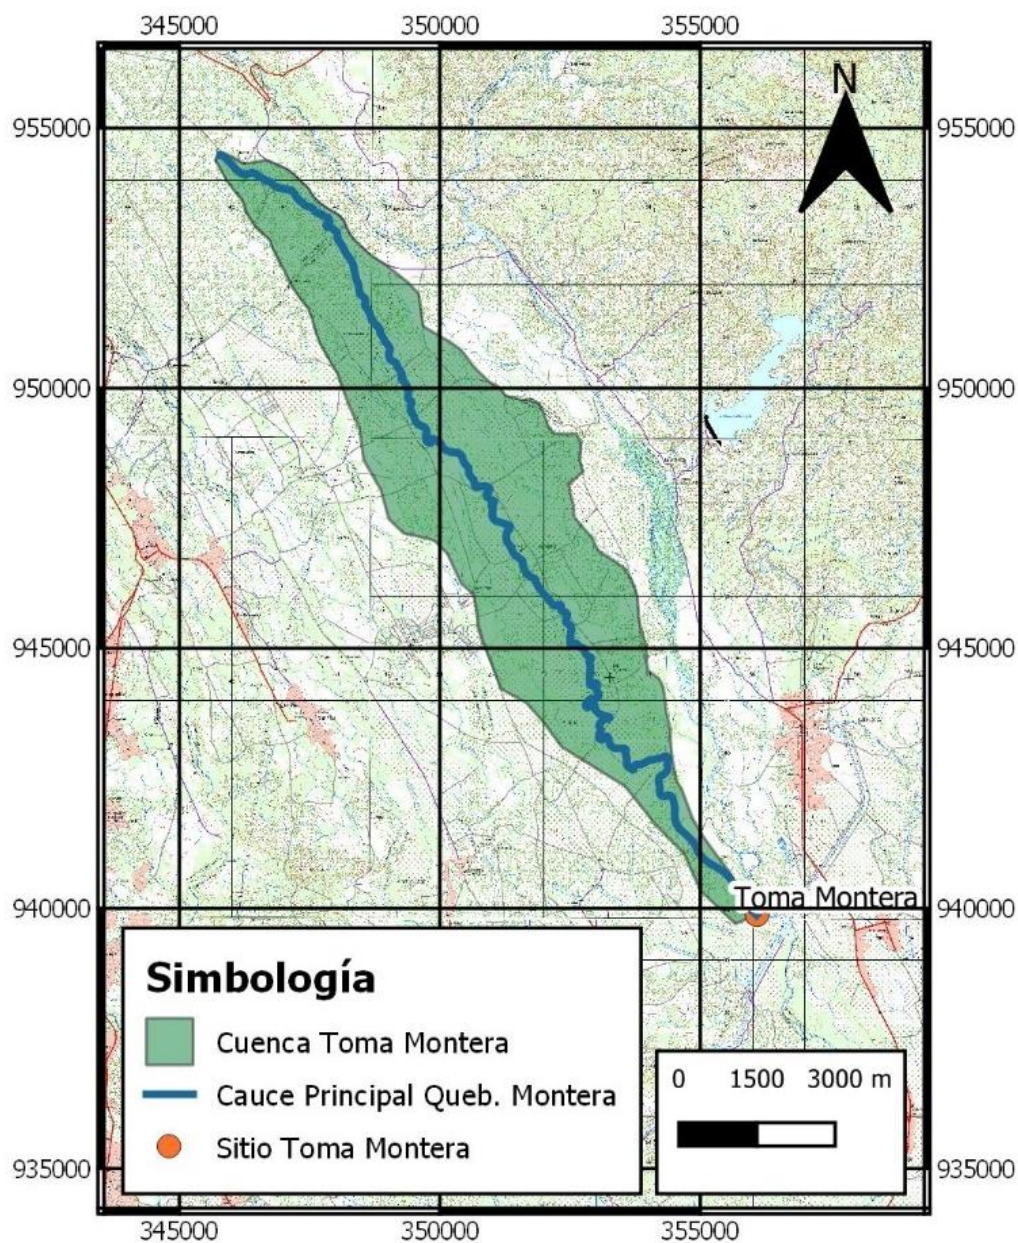 345000 350000 355000
N
955000 955000
950000 950000
945000 945000
940000 940000
Toma Montera
Simbología
Cuenca Toma Montera
Cauce Principal Queb. Montera
Sitio Toma Montera
0 1500 3000 m
935000 935000
345000 350000 355000